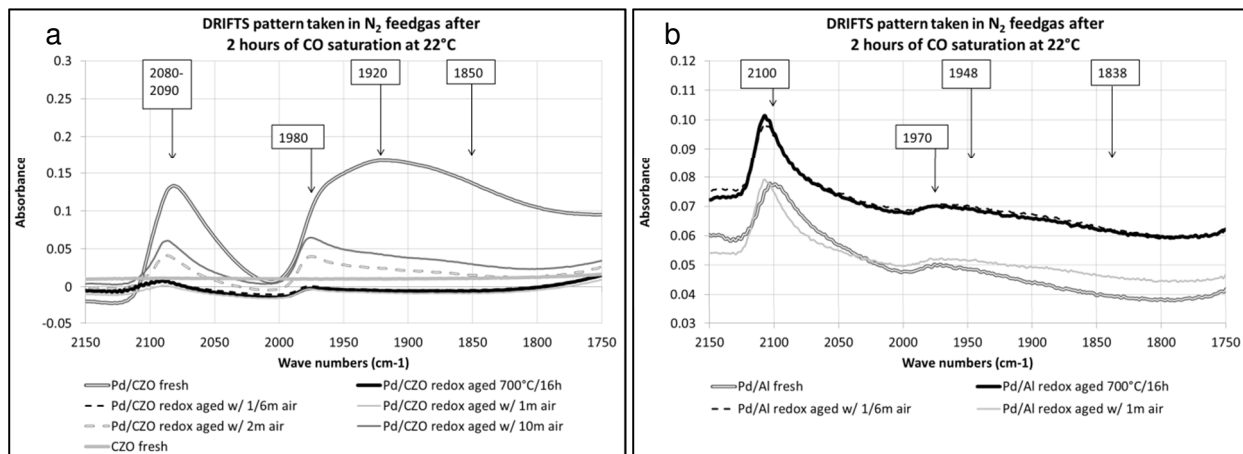 a
DRIFTS pattern taken in N₂ feedgas after
2 hours of CO saturation at 22°C
0.3
0.25
0.2
0.15
0.1
0.05
0
-0.05
Absorbance
2080-
2090
1980
1920
1850
2150 2100 2050 2000 1950 1900 1850 1800 1750
Wave numbers (cm-1)
Pd/CZO fresh
Pd/CZO redox aged 700°C/16h
Pd/CZO redox aged w/ 1/6m air
Pd/CZO redox aged w/ 1m air
Pd/CZO redox aged w/ 2m air
Pd/CZO redox aged w/ 10m air
CZO fresh
b
DRIFTS pattern taken in N₂ feedgas after
2 hours of CO saturation at 22°C
0.12
0.11
0.10
0.09
0.08
0.07
0.06
0.05
0.04
0.03
Absorbance
2100
1970
1948
1838
2150 2100 2050 2000 1950 1900 1850 1800 1750
Wave numbers (cm-1)
Pd/Al fresh
Pd/Al redox aged 700°C/16h
Pd/Al redox aged w/ 1/6m air
Pd/Al redox aged w/ 1m air